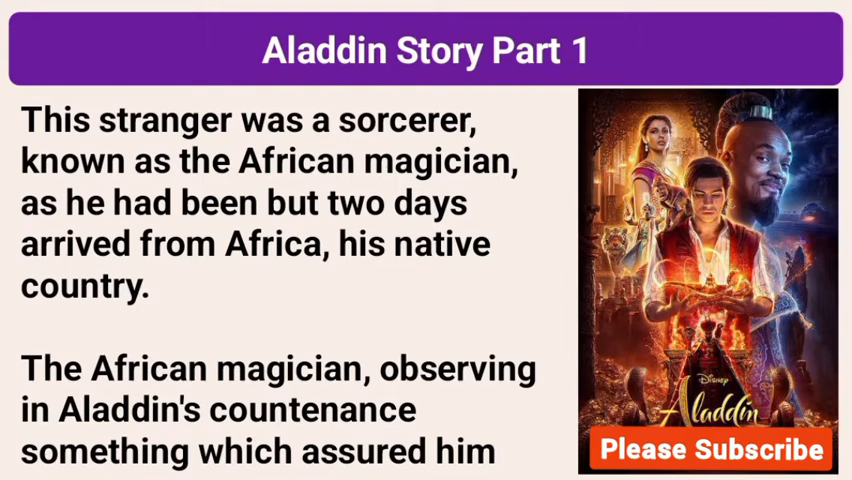 Aladdin Story Part 1
This stranger was a sorcerer,
known as the African magician,
as he had been but two days
arrived from Africa, his native
country.
The African magician, observing
in Aladdin's countenance
something which assured him
Disney
Aladdin
Please Subscribe